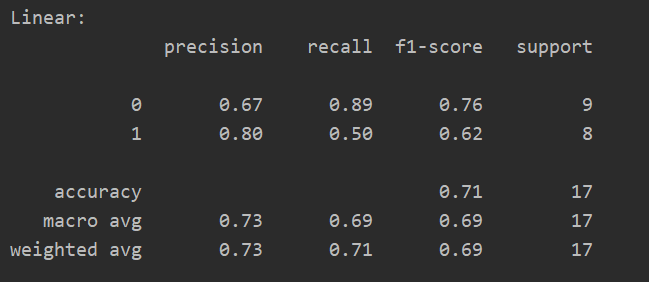 Linear:
precision recall f1-score support
0 0.67 0.89 0.76 9
1 0.80 0.50 0.62 8
accuracy 0.71 17
macro avg 0.73 0.69 0.69 17
weighted avg 0.73 0.71 0.69 17